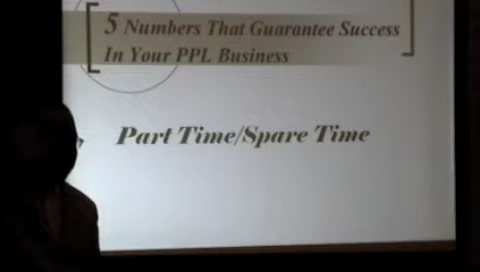 5 Numbers That Guarantee Success
In Your PPL Business
Part Time/Spare Time